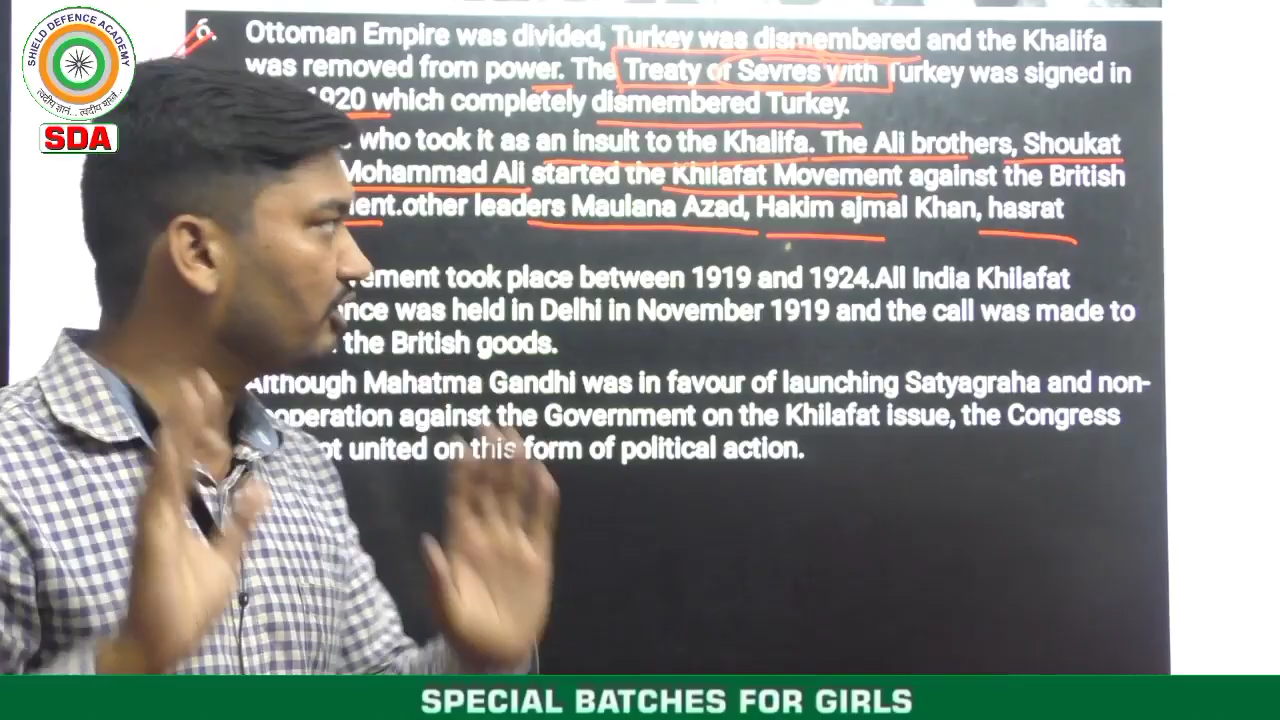 SHIELD DEFENCE ACADEMY
SDA
Ottoman Empire was divided, Turkey was dismembered and the Khalifa
was removed from power. The Treaty of Sevres with Turkey was signed in
1920 which completely dismembered Turkey.
who took it as an insult to the Khalifa. The Ali brothers, Shoukat
Mohammad Ali started the Khilafat Movement against the British
ent.other leaders Maulana Azad, Hakim ajmal Khan, hasrat
vement took place between 1919 and 1924.All India Khilafat
ance was held in Delhi in November 1919 and the call was made to
the British goods.
Although Mahatma Gandhi was in favour of launching Satyagraha and non-
ooperation against the Government on the Khilafat issue, the Congress
ot united on this form of political action.
SPECIAL BATCHES FOR GIRLS